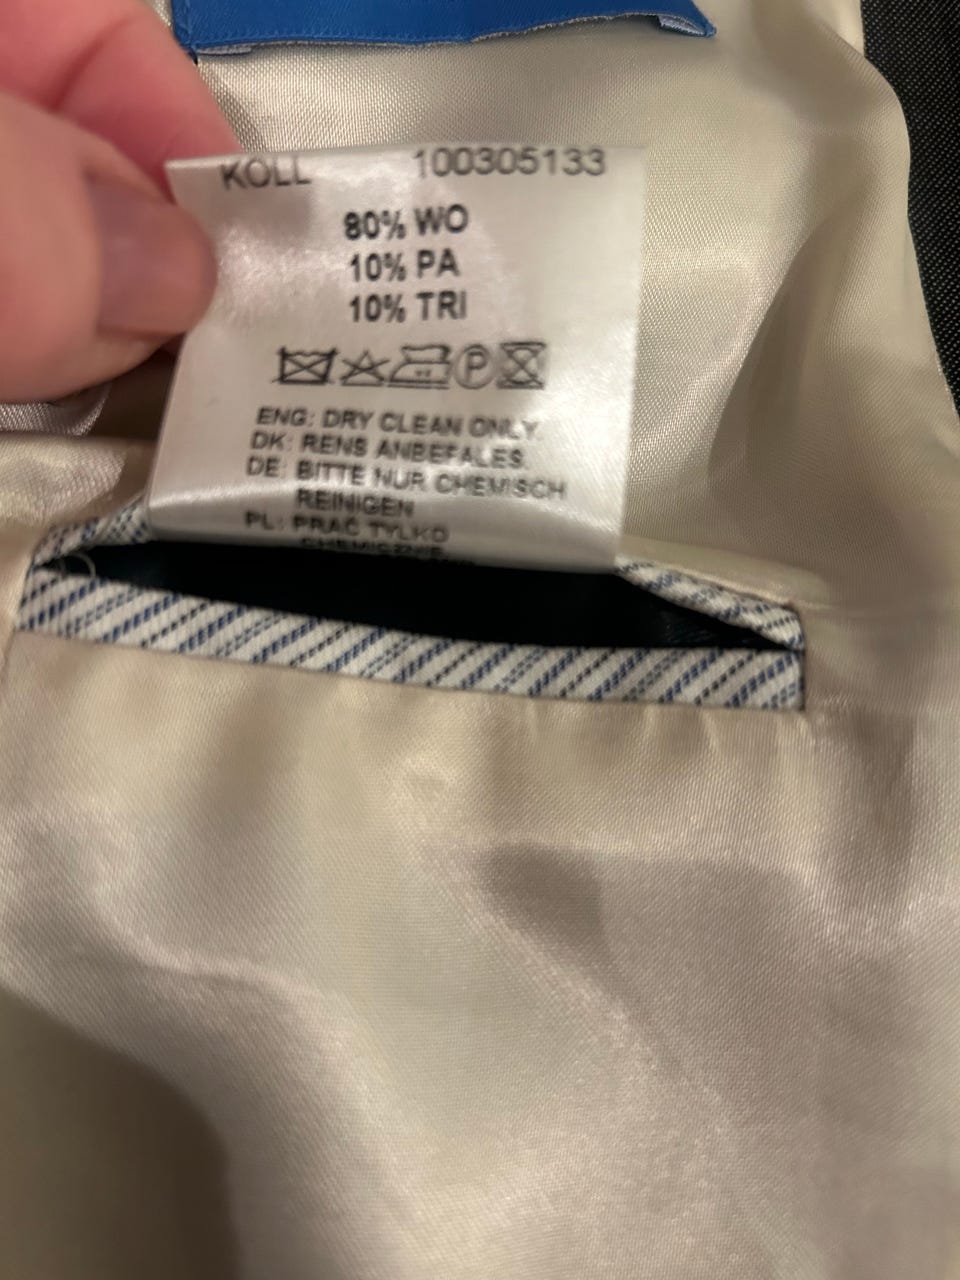 KOLL 100305133
80% WO
10% PA
10% TRI
P
ENG: DRY CLEAN ONLY.
DK: RENS ANBEFALES.
DE: BITTE NUR CHEMISCH
REINIGEN
PL: PRAĆ TYLKO
CHEMICZNIE